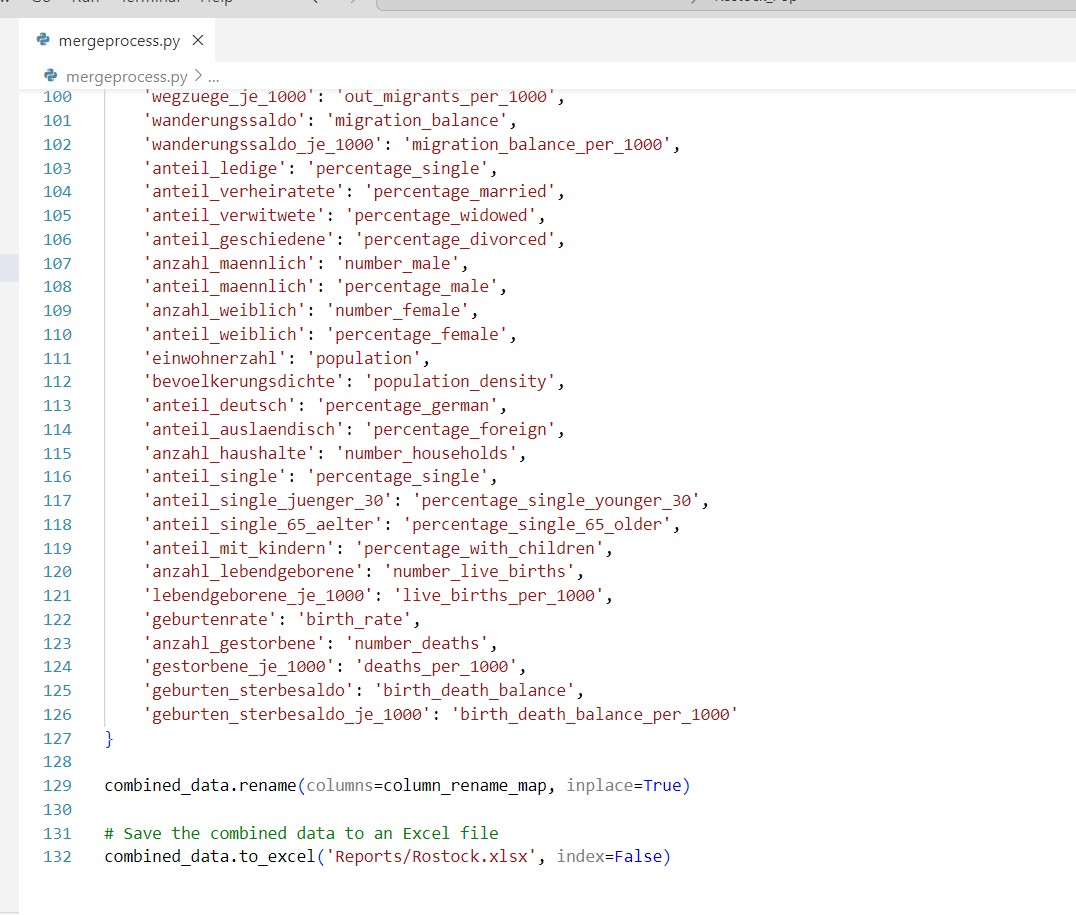 Run Terminal Help
mergeprocess.py ×
mergeprocess.py > ...
100 'wegzuege_je_1000': 'out_migrants_per_1000',
101 'wanderungssaldo': 'migration_balance',
102 'wanderungssaldo_je_1000': 'migration_balance_per_1000',
103 'anteil_ledige': 'percentage_single',
104 'anteil_verheiratete': 'percentage_married',
105 'anteil_verwitwete': 'percentage_widowed',
106 'anteil_geschiedene': 'percentage_divorced',
107 'anzahl_maennlich': 'number_male',
108 'anteil_maennlich': 'percentage_male',
109 'anzahl_weiblich': 'number_female',
110 'anteil_weiblich': 'percentage_female',
111 'einwohnerzahl': 'population',
112 'bevoelkerungsdichte': 'population_density',
113 'anteil_deutsch': 'percentage_german',
114 'anteil_auslaendisch': 'percentage_foreign',
115 'anzahl_haushalte': 'number_households',
116 'anteil_single': 'percentage_single',
117 'anteil_single_juenger_30': 'percentage_single_younger_30',
118 'anteil_single_65_aelter': 'percentage_single_65_older',
119 'anteil_mit_kindern': 'percentage_with_children',
120 'anzahl_lebendgeborene': 'number_live_births',
121 'lebendgeborene_je_1000': 'live_births_per_1000',
122 'geburtenrate': 'birth_rate',
123 'anzahl_gestorbene': 'number_deaths',
124 'gestorbene_je_1000': 'deaths_per_1000',
125 'geburten_sterbesaldo': 'birth_death_balance',
126 'geburten_sterbesaldo_je_1000': 'birth_death_balance_per_1000'
127 }
128
129 combined_data.rename(columns=column_rename_map, inplace=True)
130
131 # Save the combined data to an Excel file
132 combined_data.to_excel('Reports/Rostock.xlsx', index=False)